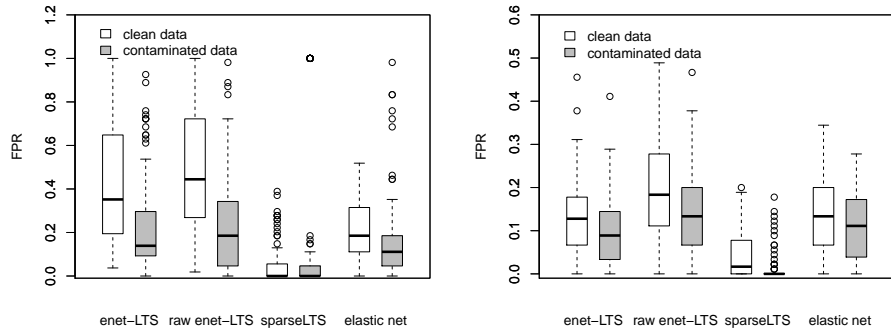 clean data
contaminated data
FPR
1.2
1.0
0.8
0.6
0.4
0.2
0.0
enet−LTS raw enet−LTS sparseLTS elastic net
clean data
contaminated data
FPR
0.6
0.5
0.4
0.3
0.2
0.1
0.0
enet−LTS raw enet−LTS sparseLTS elastic net